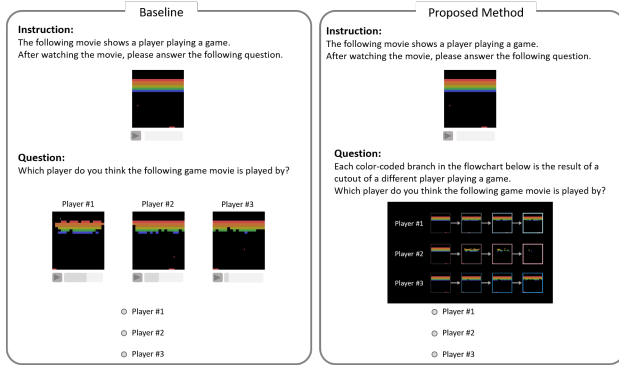 Baseline
Instruction:
The following movie shows a player playing a game.
After watching the movie, please answer the following question.
Question:
Which player do you think the following game movie is played by?
Player #1 Player #2 Player #3
Player #1
Player #2
Player #3
Proposed Method
Instruction:
The following movie shows a player playing a game.
After watching the movie, please answer the following question.
Question:
Each color-coded branch in the flowchart below is the result of a
cutout of a different player playing a game.
Which player do you think the following game movie is played by?
Player #1
Player #2
Player #3
Player #1
Player #2
Player #3